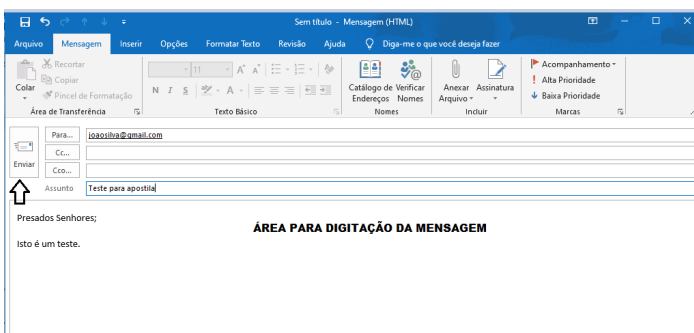 Sem título - Mensagem (HTML)
Arquivo Mensagem Inserir Opções Formatar Texto Revisão Ajuda Diga-me o que você deseja fazer
Colar
Recortar
Copiar
Pincel de Formatação
Área de Transferência
11
N I S
Texto Básico
Catálogo de Endereços
Verificar Nomes
Nomes
Anexar Arquivo
Assinatura
Incluir
Acompanhamento
Alta Prioridade
Baixa Prioridade
Marcas
Enviar
Para... joaosilva@gmail.com
Cc...
Cco...
Assunto Teste para apostila
Presados Senhores;
ÁREA PARA DIGITAÇÃO DA MENSAGEM
Isto é um teste.